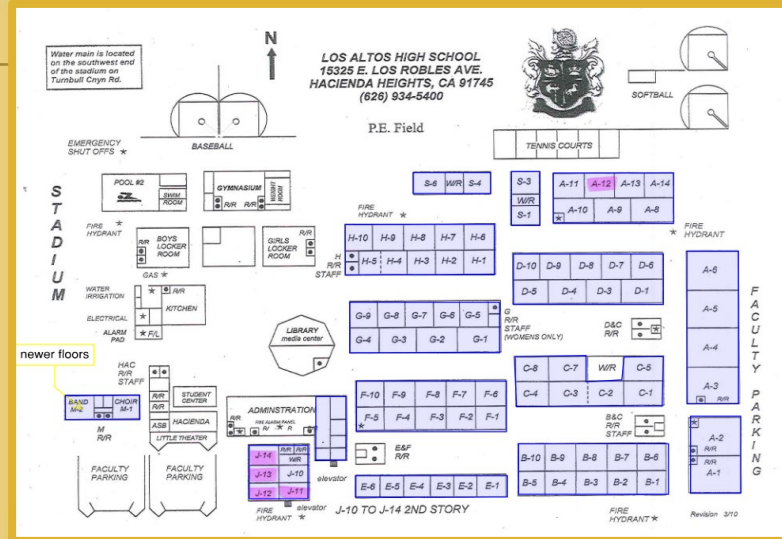 Water main is located
on the southwest end
of the stadium on
Turnbull Cnyn Rd.
N
LOS ALTOS HIGH SCHOOL
15325 E. LOS ROBLES AVE.
HACIENDA HEIGHTS, CA 91745
(626) 934-5400
P.E. Field
SOFTBALL
EMERGENCY
SHUT OFFS *
BASEBALL
TENNIS COURTS
STADIUM
POOL #2
SWIM
ROOM
GYMNASIUM
R/R R/R
WEIGHT
ROOM
S-6 W/R S-4
S-3
W/R
S-1
A-11 A-12 A-13 A-14
A-10 A-9 A-8
FIRE
HYDRANT *
FIRE
HYDRANT
*
FIRE
HYDRANT
*
R/R
BOYS
LOCKER
ROOM
GIRLS
LOCKER
ROOM
R/R
GAS *
H
R/R
STAFF
H-10 H-9 H-8 H-7 H-6
H-5 H-4 H-3 H-2 H-1
D-10 D-9 D-8 D-7 D-6
D-5 D-4 D-3 D-1
A-6
A-5
A-4
A-3
R/R
FACULTY PARKING
WATER
IRRIGATION
R/R
KITCHEN
ELECTRICAL
ALARM
PAD
F/L
LIBRARY
media center
G-9 G-8 G-7 G-6 G-5
G-4 G-3 G-2 G-1
G
R/R
STAFF
(WOMENS ONLY)
D&C
R/R
newer floors
HAC
R/R
STAFF
R/R
R/R
STUDENT
CENTER
C-8 C-7 W/R C-5
C-4 C-3 C-2 C-1
BAND
M-2
CHOIR
M-1
M
R/R
ASB
HACIENDA
LITTLE THEATER
ADMINSTRATION
R/R
FIRE ALARM PANEL
F-10 F-9 F-8 F-7 F-6
F-5 F-4 F-3 F-2 F-1
B&C
R/R
STAFF
A-2
R/R
R/R
A-1
FACULTY
PARKING
FACULTY
PARKING
J-14 R/R R/R
W/R
J-13 J-10
J-12 J-11
elevator
E&F
R/R
B-10 B-9 B-8 B-7 B-6
B-5 B-4 B-3 B-2 B-1
E-6 E-5 E-4 E-3 E-2 E-1
FIRE
HYDRANT *
elevator
J-10 TO J-14 2ND STORY
FIRE
HYDRANT *
Revision 3/10